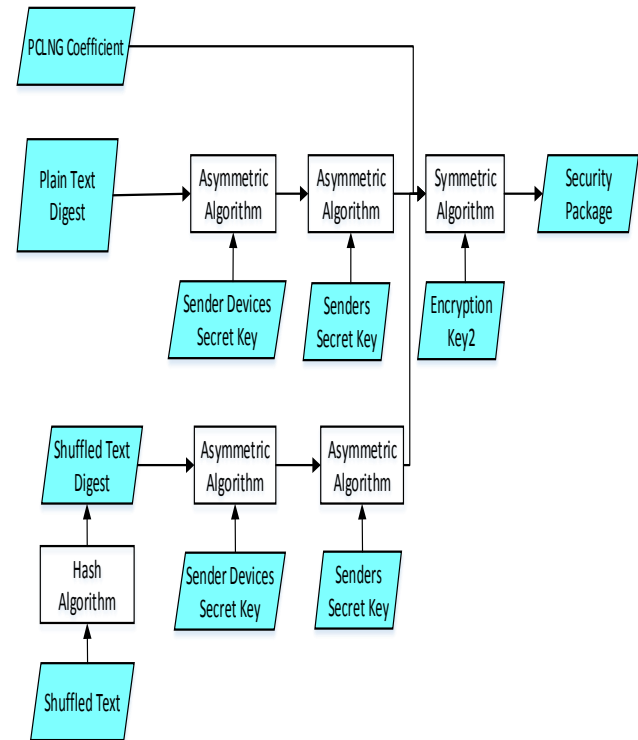 PCLNG Coefficient
Plain Text
Digest
Asymmetric
Algorithm
Asymmetric
Algorithm
Symmetric
Algorithm
Security
Package
Sender Devices
Secret Key
Senders
Secret Key
Encryption
Key2
Shuffled Text
Digest
Asymmetric
Algorithm
Asymmetric
Algorithm
Hash
Algorithm
Sender Devices
Secret Key
Senders
Secret Key
Shuffled Text